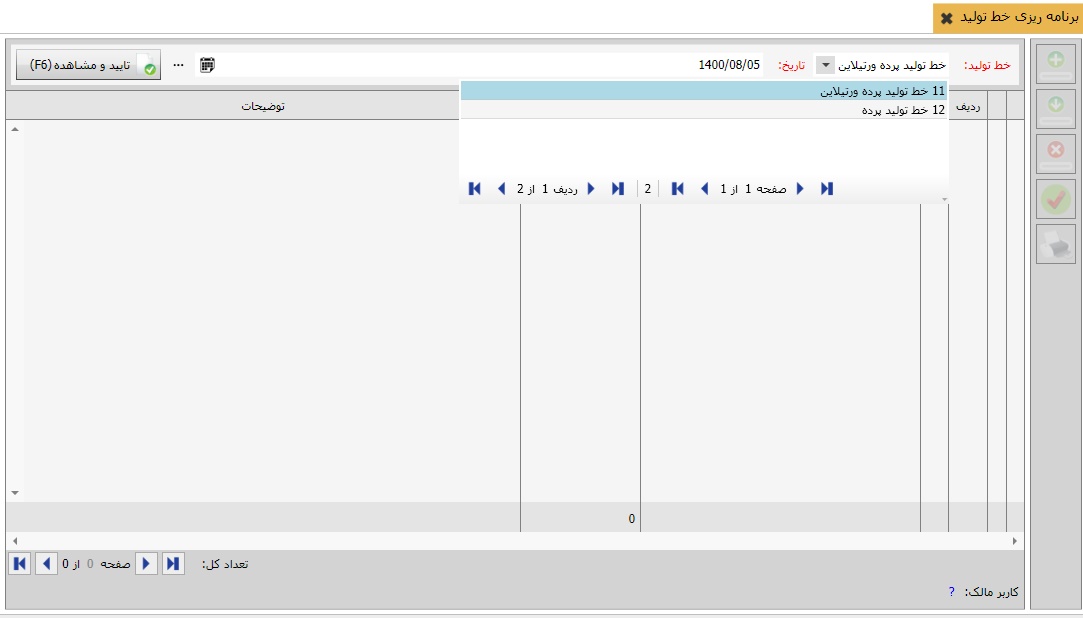 برنامه ریزی خط تولید
خط تولید: خط تولید پرده ورتیلاین تاریخ: 1400/08/05 ... تایید و مشاهده (F6)
ردیف توضیحات
11 خط تولید پرده ورتیلاین
12 خط تولید پرده
صفحه 1 از 1 2 ردیف 1 از 2
0
تعداد کل: صفحه 0 از 0
کاربر مالک: ?